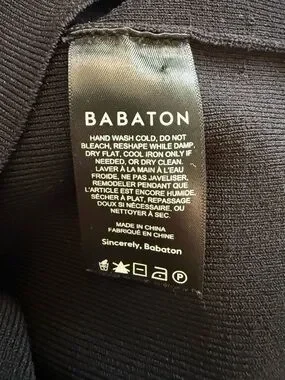 BABATON
HAND WASH COLD, DO NOT
BLEACH, RESHAPE WHILE DAMP,
DRY FLAT, COOL IRON ONLY IF
NEEDED, OR DRY CLEAN.
LAVER À LA MAIN À L'EAU
FROIDE, NE PAS JAVELISER,
REMODELER PENDANT QUE
L'ARTICLE EST ENCORE HUMIDE,
SÉCHER À PLAT, REPASSAGE
DOUX SI NÉCESSAIRE, OU
NETTOYER À SEC.
MADE IN CHINA
FABRIQUÉ EN CHINE
Sincerely, Babaton
P